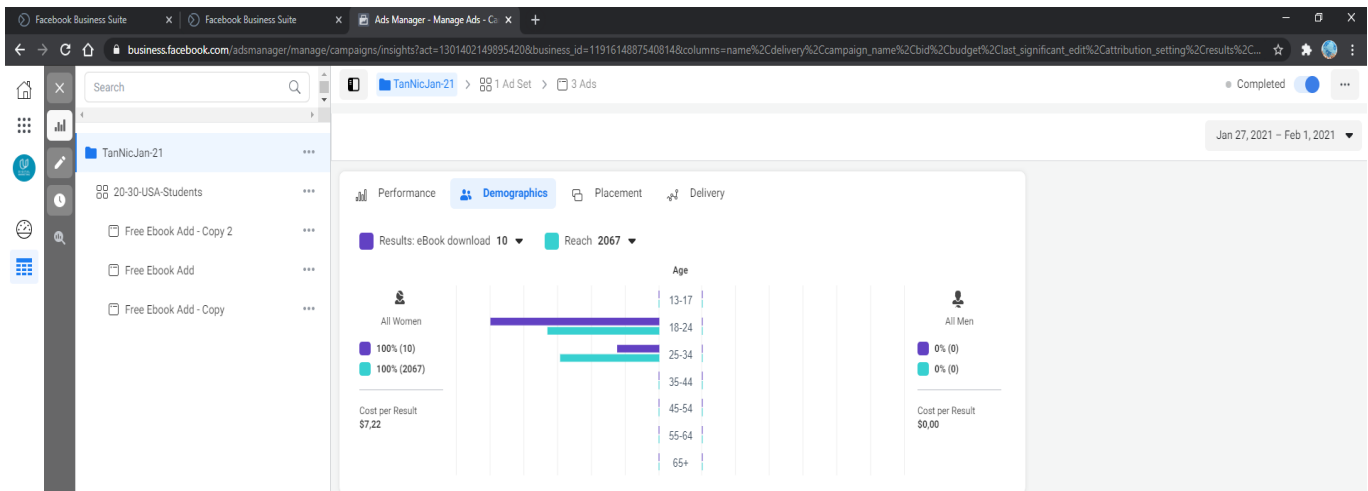 Facebook Business Suite
Facebook Business Suite
Ads Manager - Manage Ads - Ca
business.facebook.com/adsmanager/manage/campaigns/insights?act=1301402149895420&business_id=1191614887540814&columns=name%2Cdelivery%2Ccampaign_name%2Cbid%2Cbudget%2Clast_significant_edit%2Cattribution_setting%2Cresults%2C...
Search
TanNicJan-21 > 1 Ad Set > 3 Ads
Completed
Jan 27, 2021 – Feb 1, 2021
TanNicJan-21
20-30-USA-Students
Free Ebook Add - Copy 2
Free Ebook Add
Free Ebook Add - Copy
Performance
Demographics
Placement
Delivery
Results: eBook download 10
Reach 2067
Age
13-17
18-24
25-34
35-44
45-54
55-64
65+
All Women
100% (10)
100% (2067)
Cost per Result
$7,22
All Men
0% (0)
0% (0)
Cost per Result
$0,00